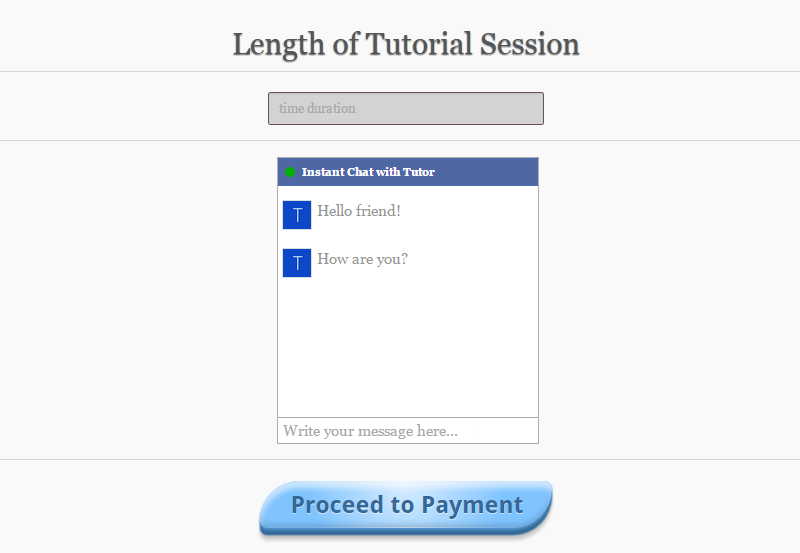 Length of Tutorial Session
time duration
Instant Chat with Tutor
T Hello friend!
T How are you?
Write your message here...
Proceed to Payment